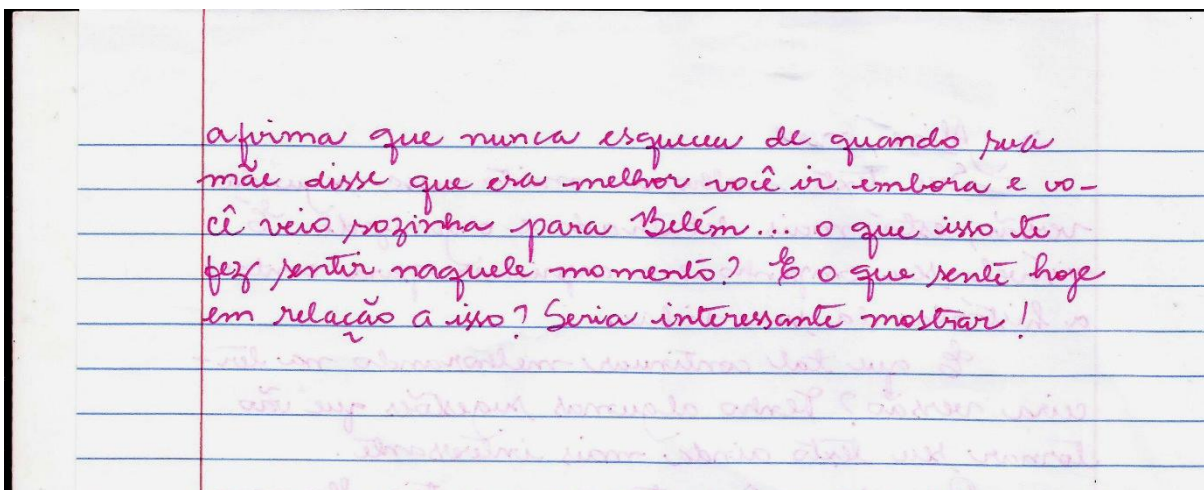 afirma que nunca esqueceu de quando sua
mãe disse que era melhor você ir embora e vo-
cê veio sozinha para Belém... o que isso te
fez sentir naquele momento? E o que sente hoje
em relação a isso? Seria interessante mostrar!